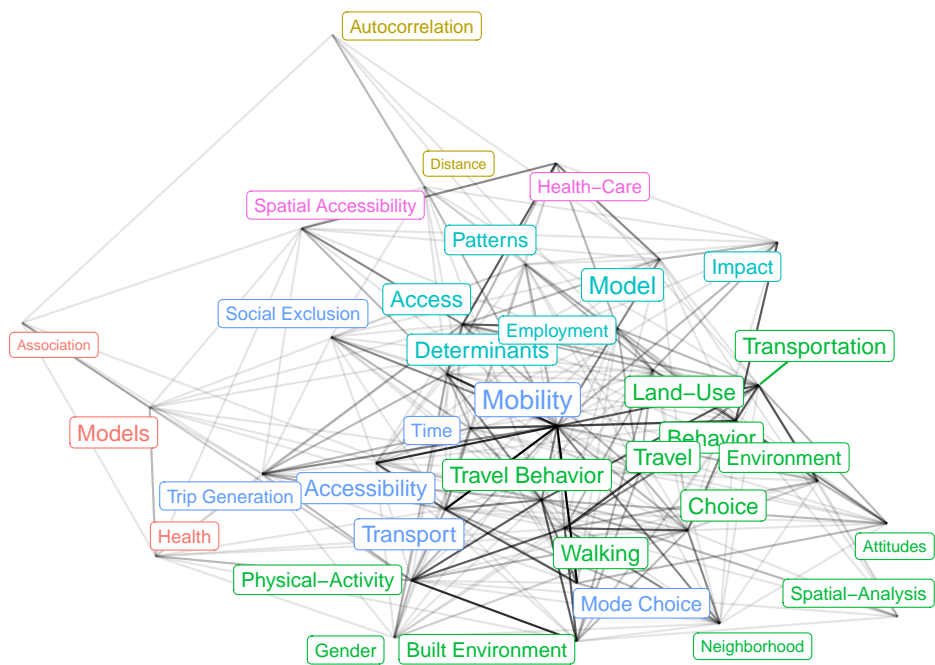 Autocorrelation
Distance
Health−Care
Spatial Accessibility
Patterns
Impact
Model
Access
Social Exclusion
Employment
Association
Determinants
Transportation
Land−Use
Mobility
Time
Models
Behavior
Travel
Environment
Travel Behavior
Accessibility
Trip Generation
Choice
Transport
Health
Attitudes
Walking
Physical−Activity
Spatial−Analysis
Mode Choice
Neighborhood
Gender
Built Environment